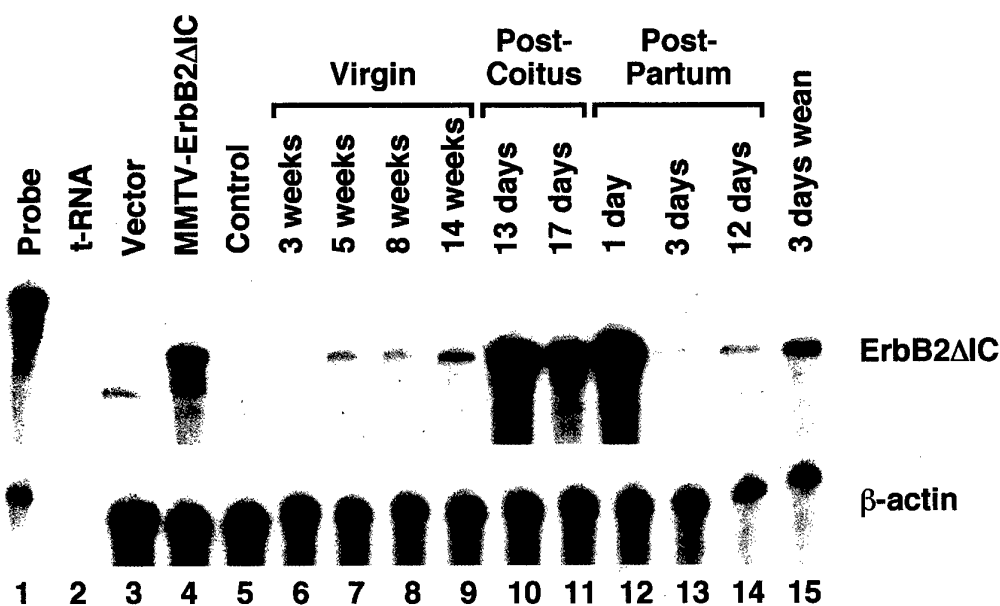 Probe
t-RNA
Vector
MMTV-ErbB2ΔIC
Control
Virgin
3 weeks
5 weeks
8 weeks
14 weeks
Post-
Coitus
13 days
17 days
Post-
Partum
1 day
3 days
12 days
3 days wean
ErbB2ΔIC
β-actin
1 2 3 4 5 6 7 8 9 10 11 12 13 14 15